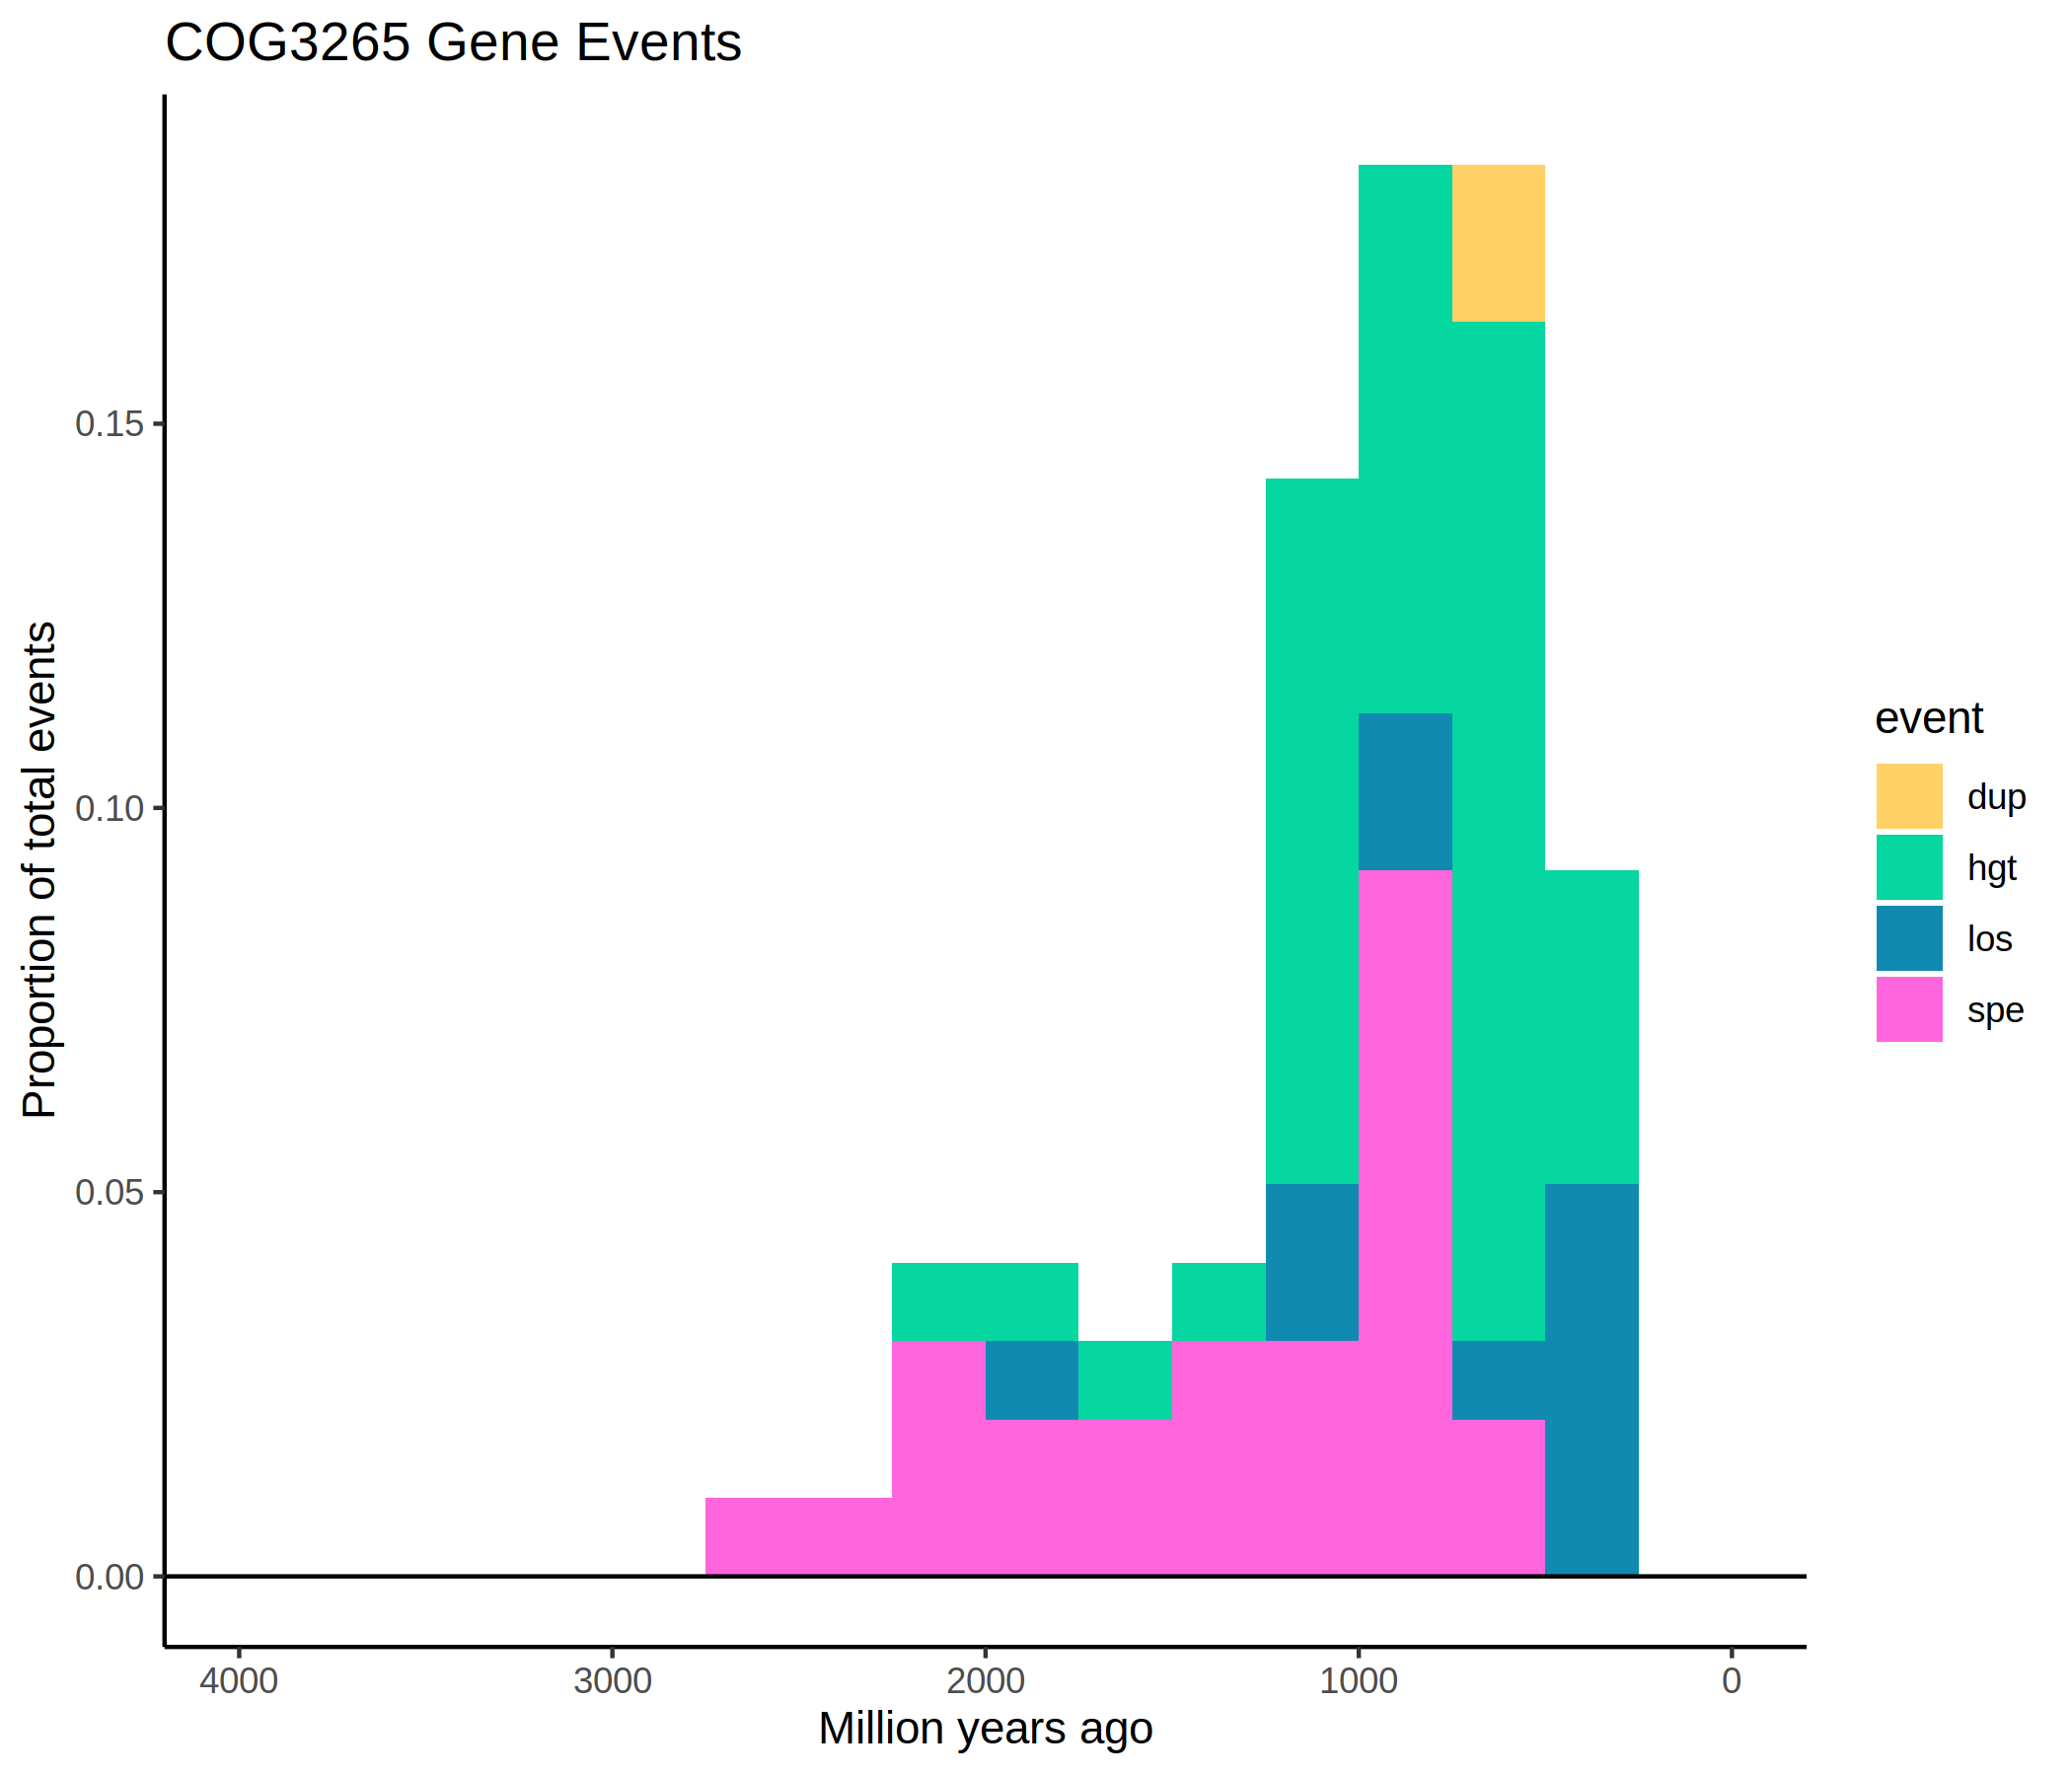 COG3265 Gene Events
Proportion of total events
0.15
0.10
0.05
0.00
4000 3000 2000 1000 0
Million years ago
event
dup
hgt
los
spe